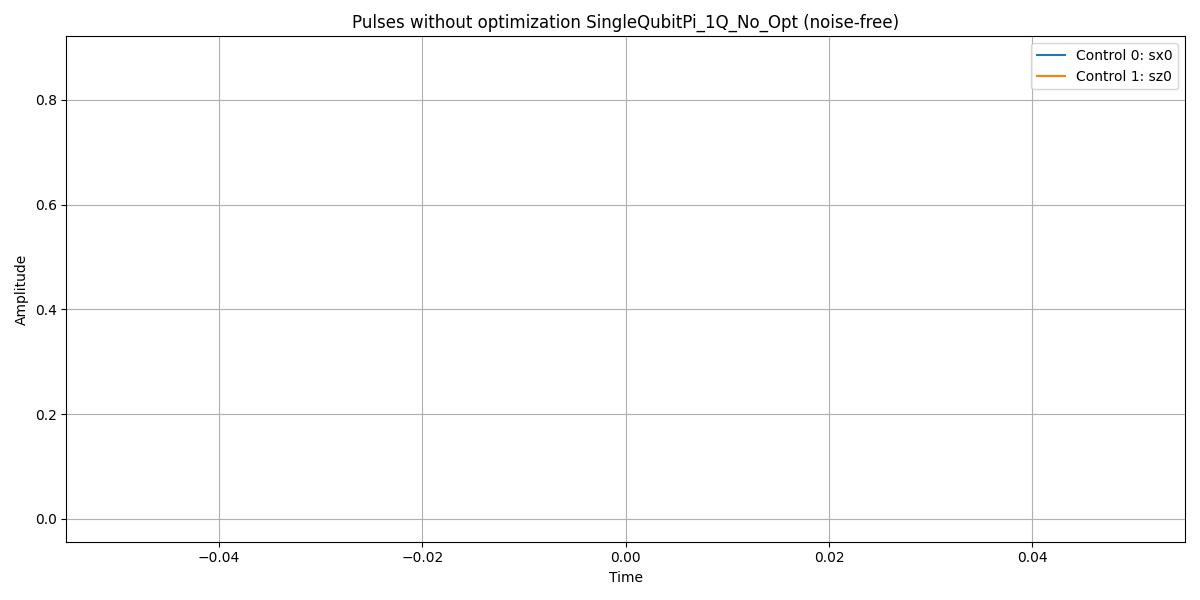 Pulses without optimization SingleQubitPi_1Q_No_Opt (noise-free)
Control 0: sx0
Control 1: sz0
0.8
0.6
0.4
0.2
0.0
Amplitude
−0.04
−0.02
0.00
0.02
0.04
Time